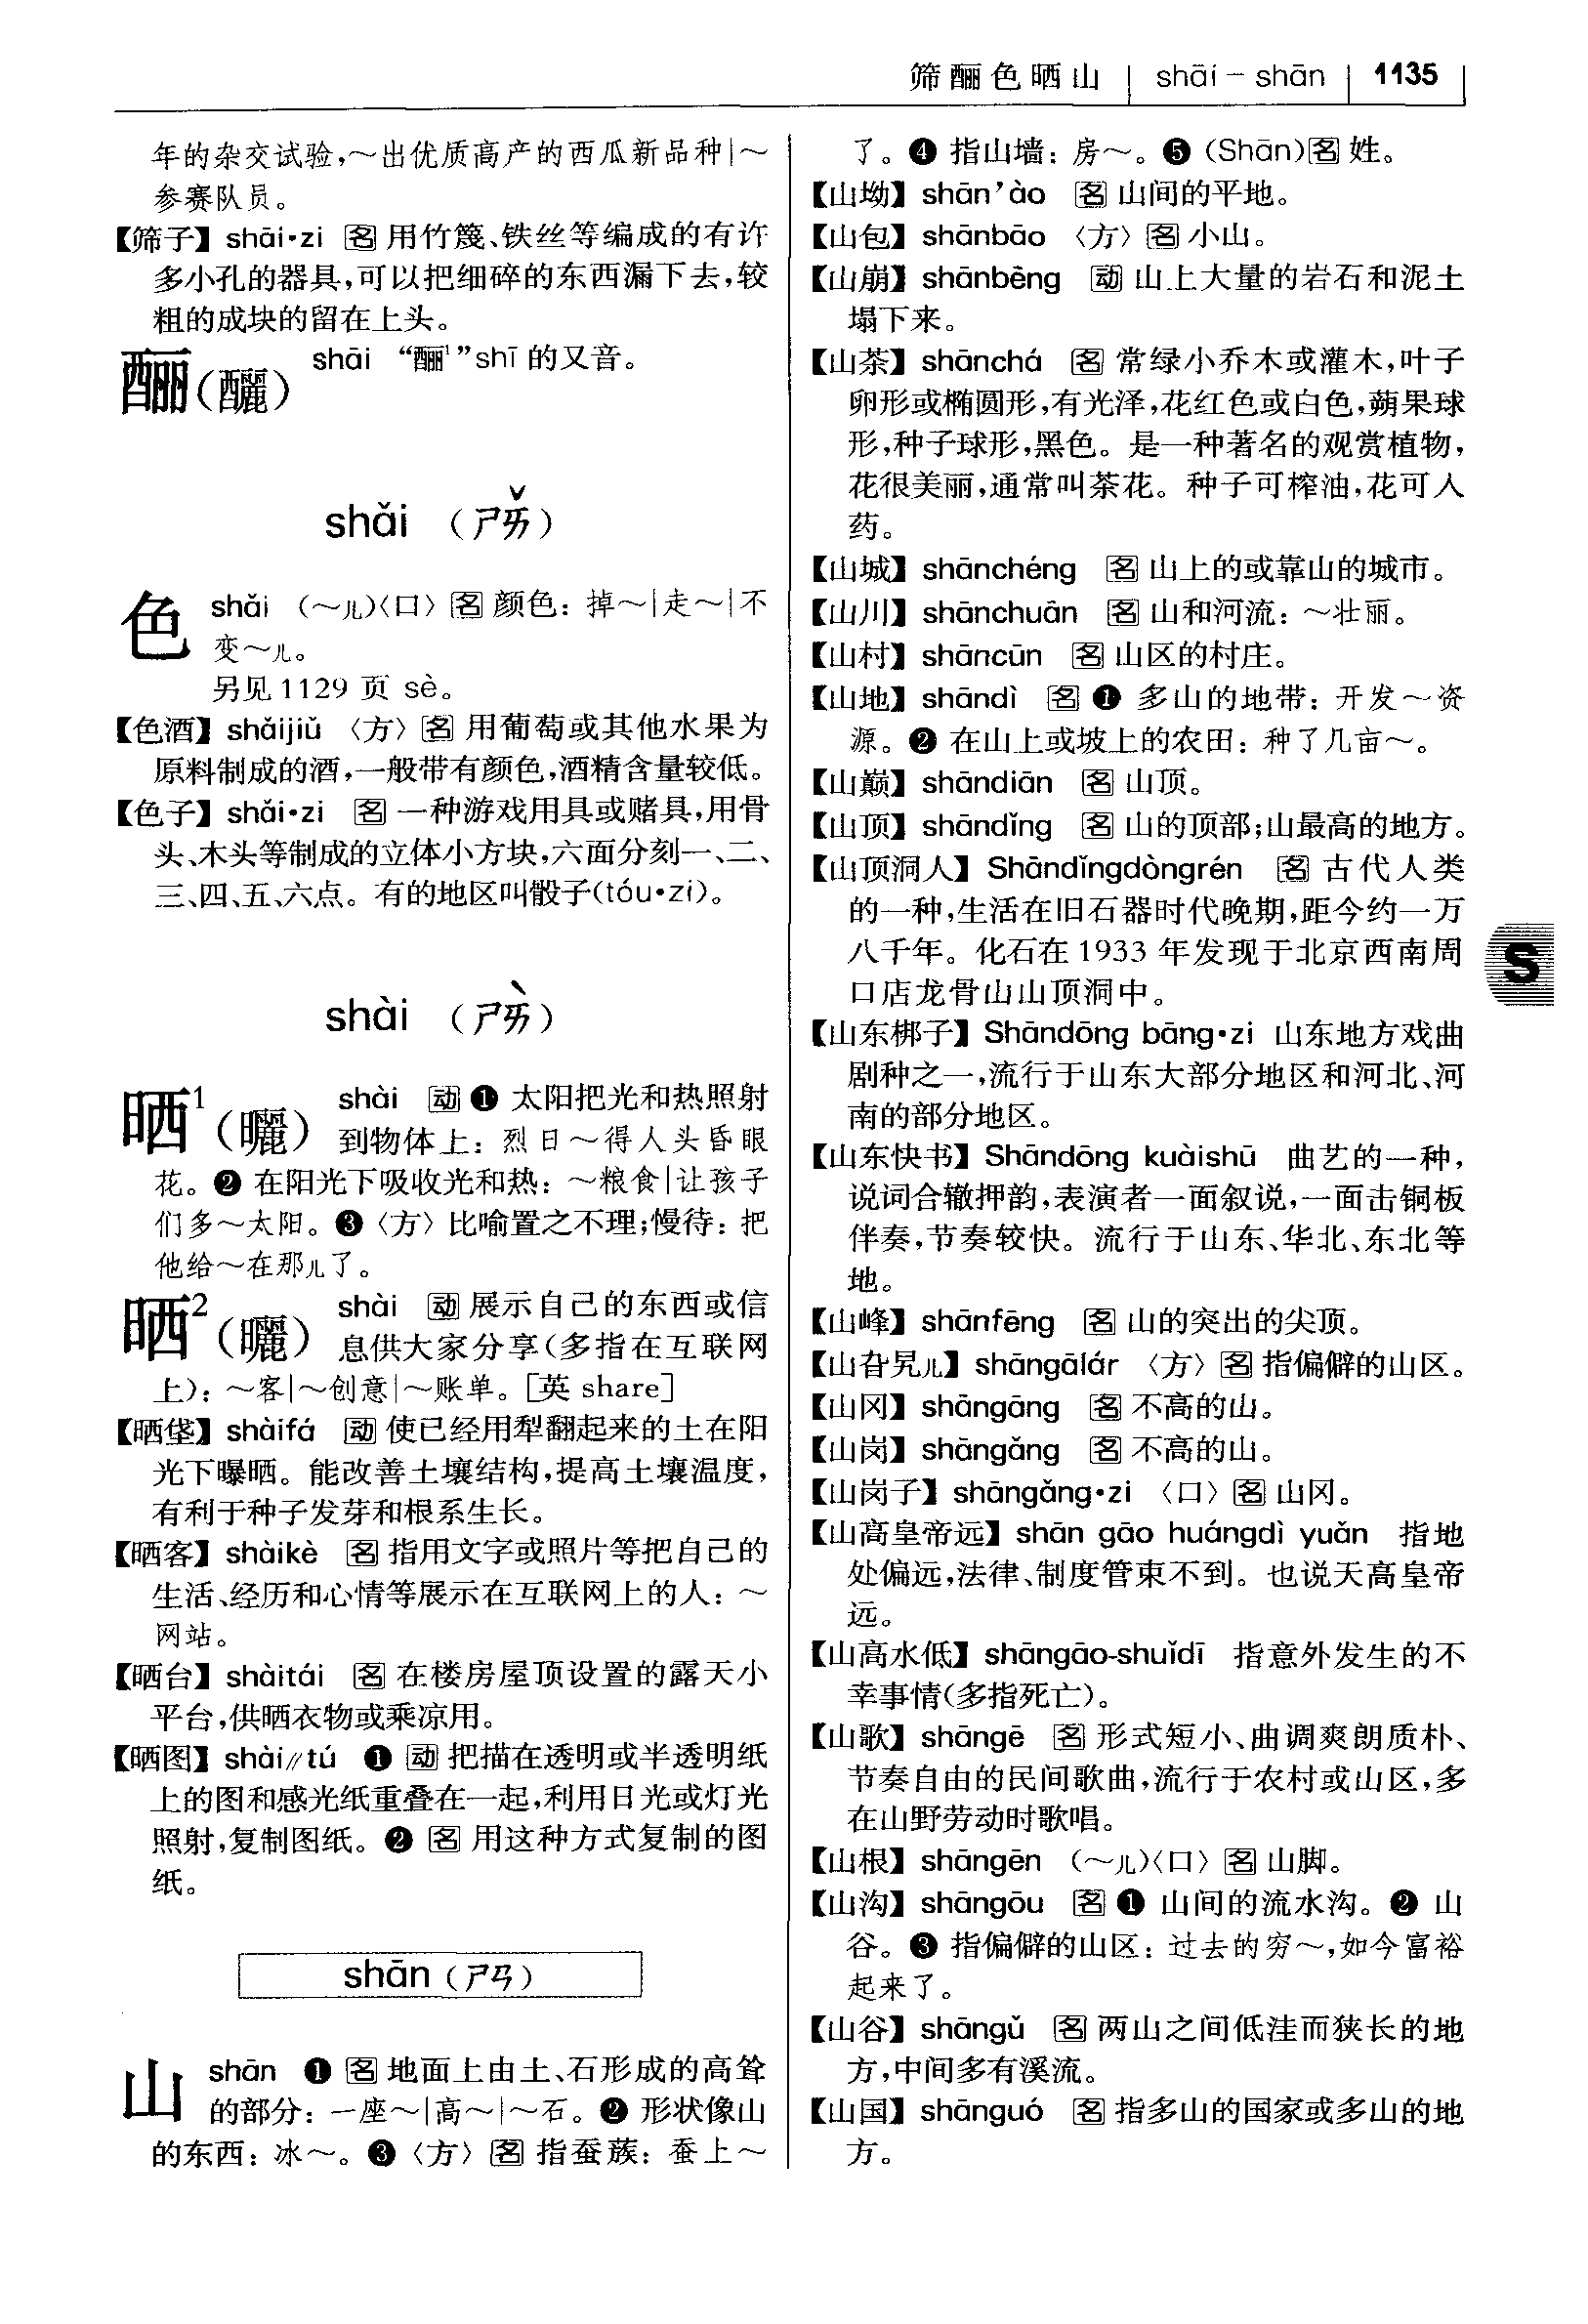 筛酾色晒山 | shāi－shān | 1135
年的杂交试验,～出优质高产的西瓜新品种|～
参赛队员。
【筛子】shāi·zi 名 用竹篾、铁丝等编成的有许
多小孔的器具,可以把细碎的东西漏下去,较
粗的成块的留在上头。
酾(釃) shāi “酾¹”shī 的又音。
shǎi （ㄕㄞˇ）
色 shǎi （～儿）〈口〉名 颜色：掉～|走～|不
变～儿。
另见1129 页 sè。
【色酒】shǎijiǔ 〈方〉名 用葡萄或其他水果为
原料制成的酒,一般带有颜色,酒精含量较低。
【色子】shǎi·zi 名 一种游戏用具或赌具,用骨
头、木头等制成的立体小方块,六面分刻一、二、
三、四、五、六点。有的地区叫骰子(tóu·zi)。
shài （ㄕㄞˋ）
晒¹(曬) shài 动 ❶ 太阳把光和热照射
到物体上：烈日～得人头昏眼
花。❷ 在阳光下吸收光和热：～粮食|让孩子
们多～太阳。❸〈方〉比喻置之不理;慢待：把
他给～在那儿了。
晒²(曬) shài 动 展示自己的东西或信
息供大家分享(多指在互联网
上)：～客|～创意|～账单。[英 share]
【晒垡】shàifá 动 使已经用犁翻起来的土在阳
光下曝晒。能改善土壤结构,提高土壤温度,
有利于种子发芽和根系生长。
【晒客】shàikè 名 指用文字或照片等把自己的
生活、经历和心情等展示在互联网上的人：～
网站。
【晒台】shàitái 名 在楼房屋顶设置的露天小
平台,供晒衣物或乘凉用。
【晒图】shài∥tú ❶ 动 把描在透明或半透明纸
上的图和感光纸重叠在一起,利用日光或灯光
照射,复制图纸。❷ 名 用这种方式复制的图
纸。
shān（ㄕㄢ）
山 shān ❶ 名 地面上由土、石形成的高耸
的部分：一座～|高～|～石。❷ 形状像山
的东西：冰～。❸〈方〉名 指蚕蔟：蚕上～
了。❹ 指山墙：房～。❺ (Shān)名 姓。
【山坳】shān'ào 名 山间的平地。
【山包】shānbāo 〈方〉名 小山。
【山崩】shānbēng 动 山上大量的岩石和泥土
塌下来。
【山茶】shānchá 名 常绿小乔木或灌木,叶子
卵形或椭圆形,有光泽,花红色或白色,蒴果球
形,种子球形,黑色。是一种著名的观赏植物,
花很美丽,通常叫茶花。种子可榨油,花可入
药。
【山城】shānchéng 名 山上的或靠山的城市。
【山川】shānchuān 名 山和河流：～壮丽。
【山村】shāncūn 名 山区的村庄。
【山地】shāndì 名 ❶ 多山的地带：开发～资
源。❷ 在山上或坡上的农田：种了几亩～。
【山巅】shāndiān 名 山顶。
【山顶】shāndǐng 名 山的顶部;山最高的地方。
【山顶洞人】Shāndǐngdòngrén 名 古代人类
的一种,生活在旧石器时代晚期,距今约一万
八千年。化石在1933 年发现于北京西南周
口店龙骨山山顶洞中。
【山东梆子】Shāndōng bāng·zi 山东地方戏曲
剧种之一,流行于山东大部分地区和河北、河
南的部分地区。
【山东快书】Shāndōng kuàishū 曲艺的一种,
说词合辙押韵,表演者一面叙说,一面击铜板
伴奏,节奏较快。流行于山东、华北、东北等
地。
S
【山峰】shānfēng 名 山的突出的尖顶。
【山旮旯儿】shāngālár 〈方〉名 指偏僻的山区。
【山冈】shāngāng 名 不高的山。
【山岗】shāngǎng 名 不高的山。
【山岗子】shāngǎng·zi 〈口〉名 山冈。
【山高皇帝远】shān gāo huángdì yuǎn 指地
处偏远,法律、制度管束不到。也说天高皇帝
远。
【山高水低】shāngāo-shuǐdī 指意外发生的不
幸事情(多指死亡)。
【山歌】shāngē 名 形式短小、曲调爽朗质朴、
节奏自由的民间歌曲,流行于农村或山区,多
在山野劳动时歌唱。
【山根】shāngēn （～儿）〈口〉名 山脚。
【山沟】shāngōu 名 ❶ 山间的流水沟。❷ 山
谷。❸ 指偏僻的山区：过去的穷～,如今富裕
起来了。
【山谷】shāngǔ 名 两山之间低洼而狭长的地
方,中间多有溪流。
【山国】shānguó 名 指多山的国家或多山的地
方。